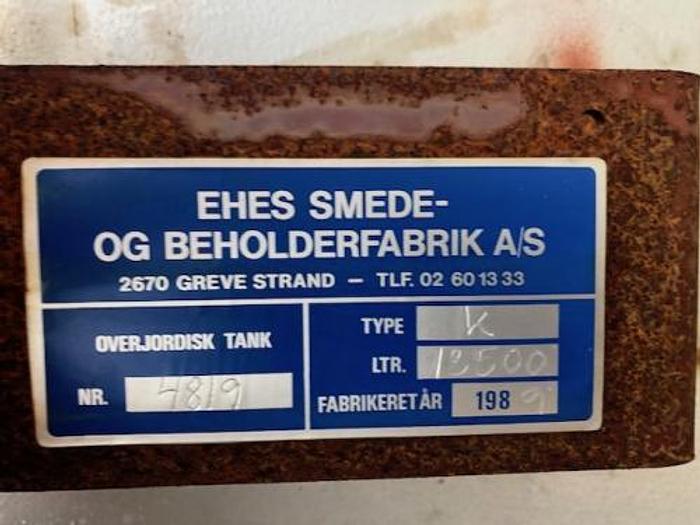 EHES SMEDE-
OG BEHOLDERFABRIK A/S
2670 GREVE STRAND – TLF. 02 60 13 33
OVERJORDISK TANK
NR. 4819
TYPE K
LTR. 13500
FABRIKERET ÅR 1989